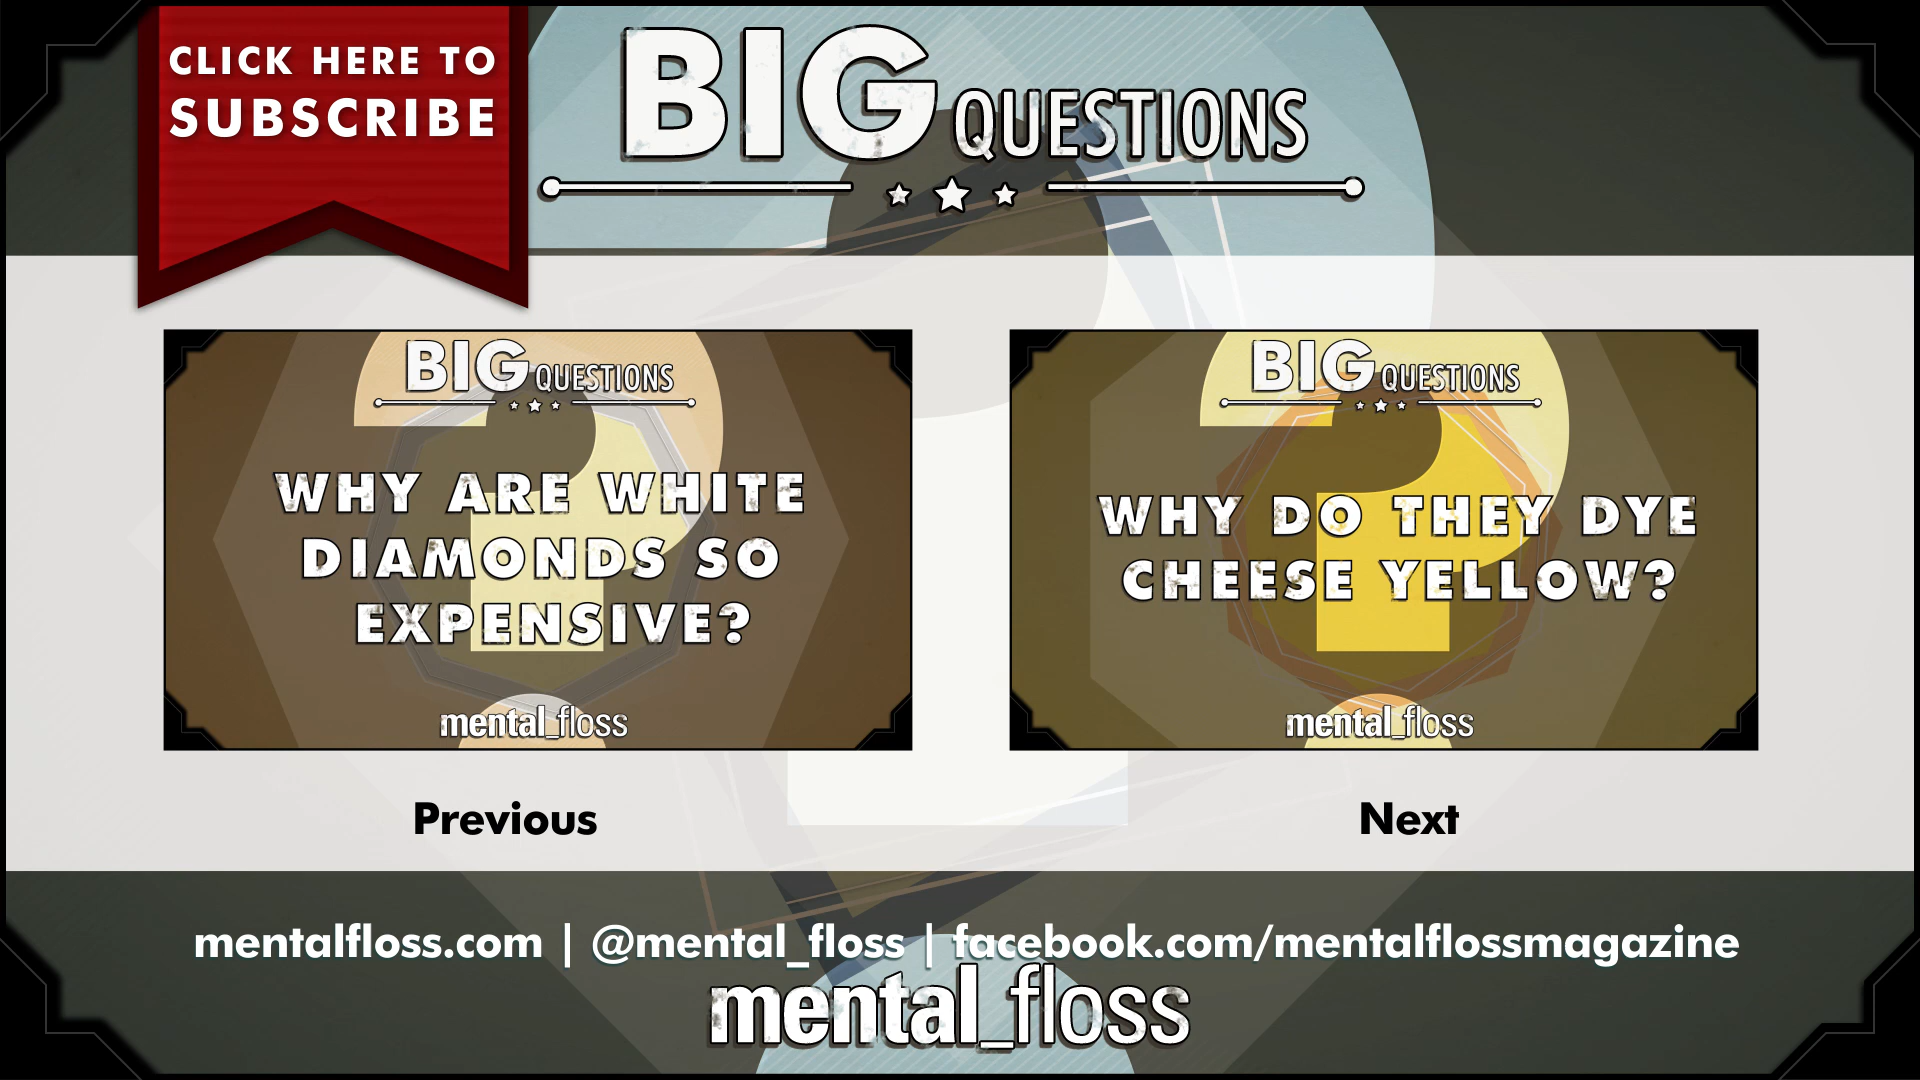 CLICK HERE TO
SUBSCRIBE
BIG QUESTIONS
BIG QUESTIONS
WHY ARE WHITE
DIAMONDS SO
EXPENSIVE?
mental_floss
Previous
BIG QUESTIONS
WHY DO THEY DYE
CHEESE YELLOW?
mental_floss
Next
mentalfloss.com | @mental_floss | facebook.com/mentalflossmagazine
mental_floss